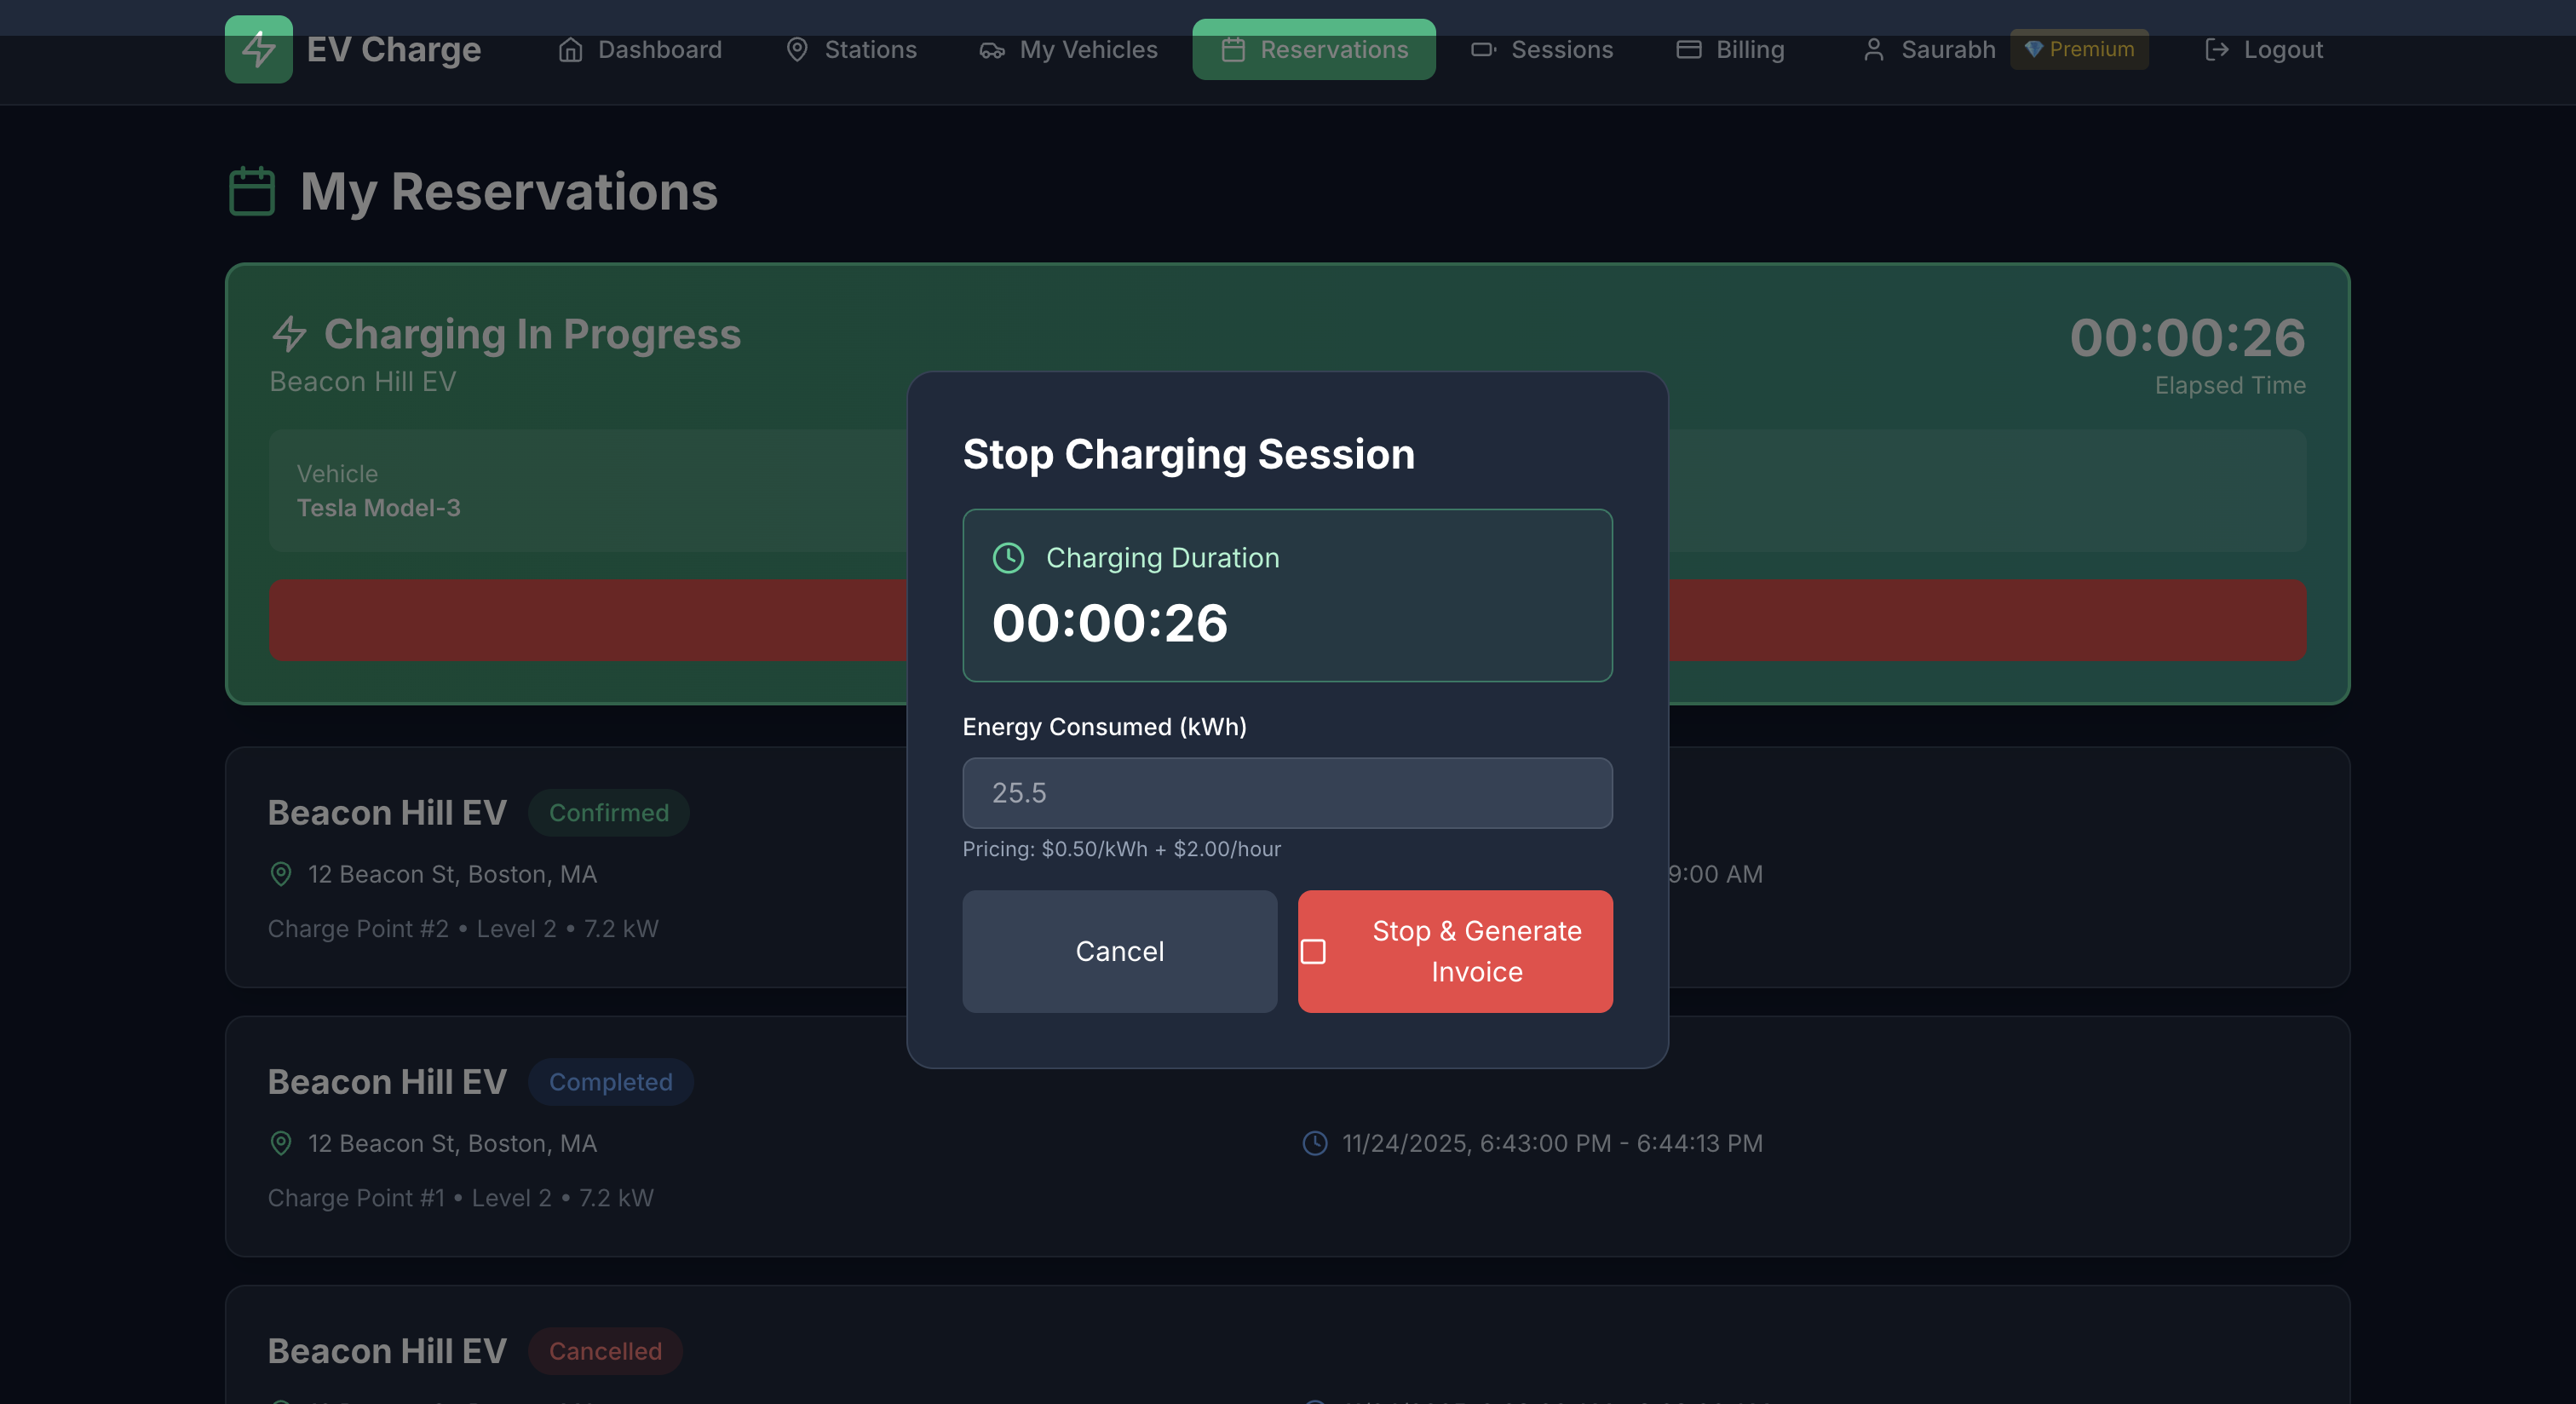 EV Charge
Dashboard
Stations
My Vehicles
Reservations
Sessions
Billing
Saurabh
Premium
Logout
My Reservations
Charging In Progress
00:00:26
Beacon Hill EV
Elapsed Time
Vehicle
Tesla Model-3
Stop Charging Session
Charging Duration
00:00:26
Energy Consumed (kWh)
25.5
Pricing: $0.50/kWh + $2.00/hour
Cancel
Stop & Generate
Invoice
Beacon Hill EV
Confirmed
12 Beacon St, Boston, MA
9:00 AM
Charge Point #2 • Level 2 • 7.2 kW
Beacon Hill EV
Completed
12 Beacon St, Boston, MA
11/24/2025, 6:43:00 PM - 6:44:13 PM
Charge Point #1 • Level 2 • 7.2 kW
Beacon Hill EV
Cancelled